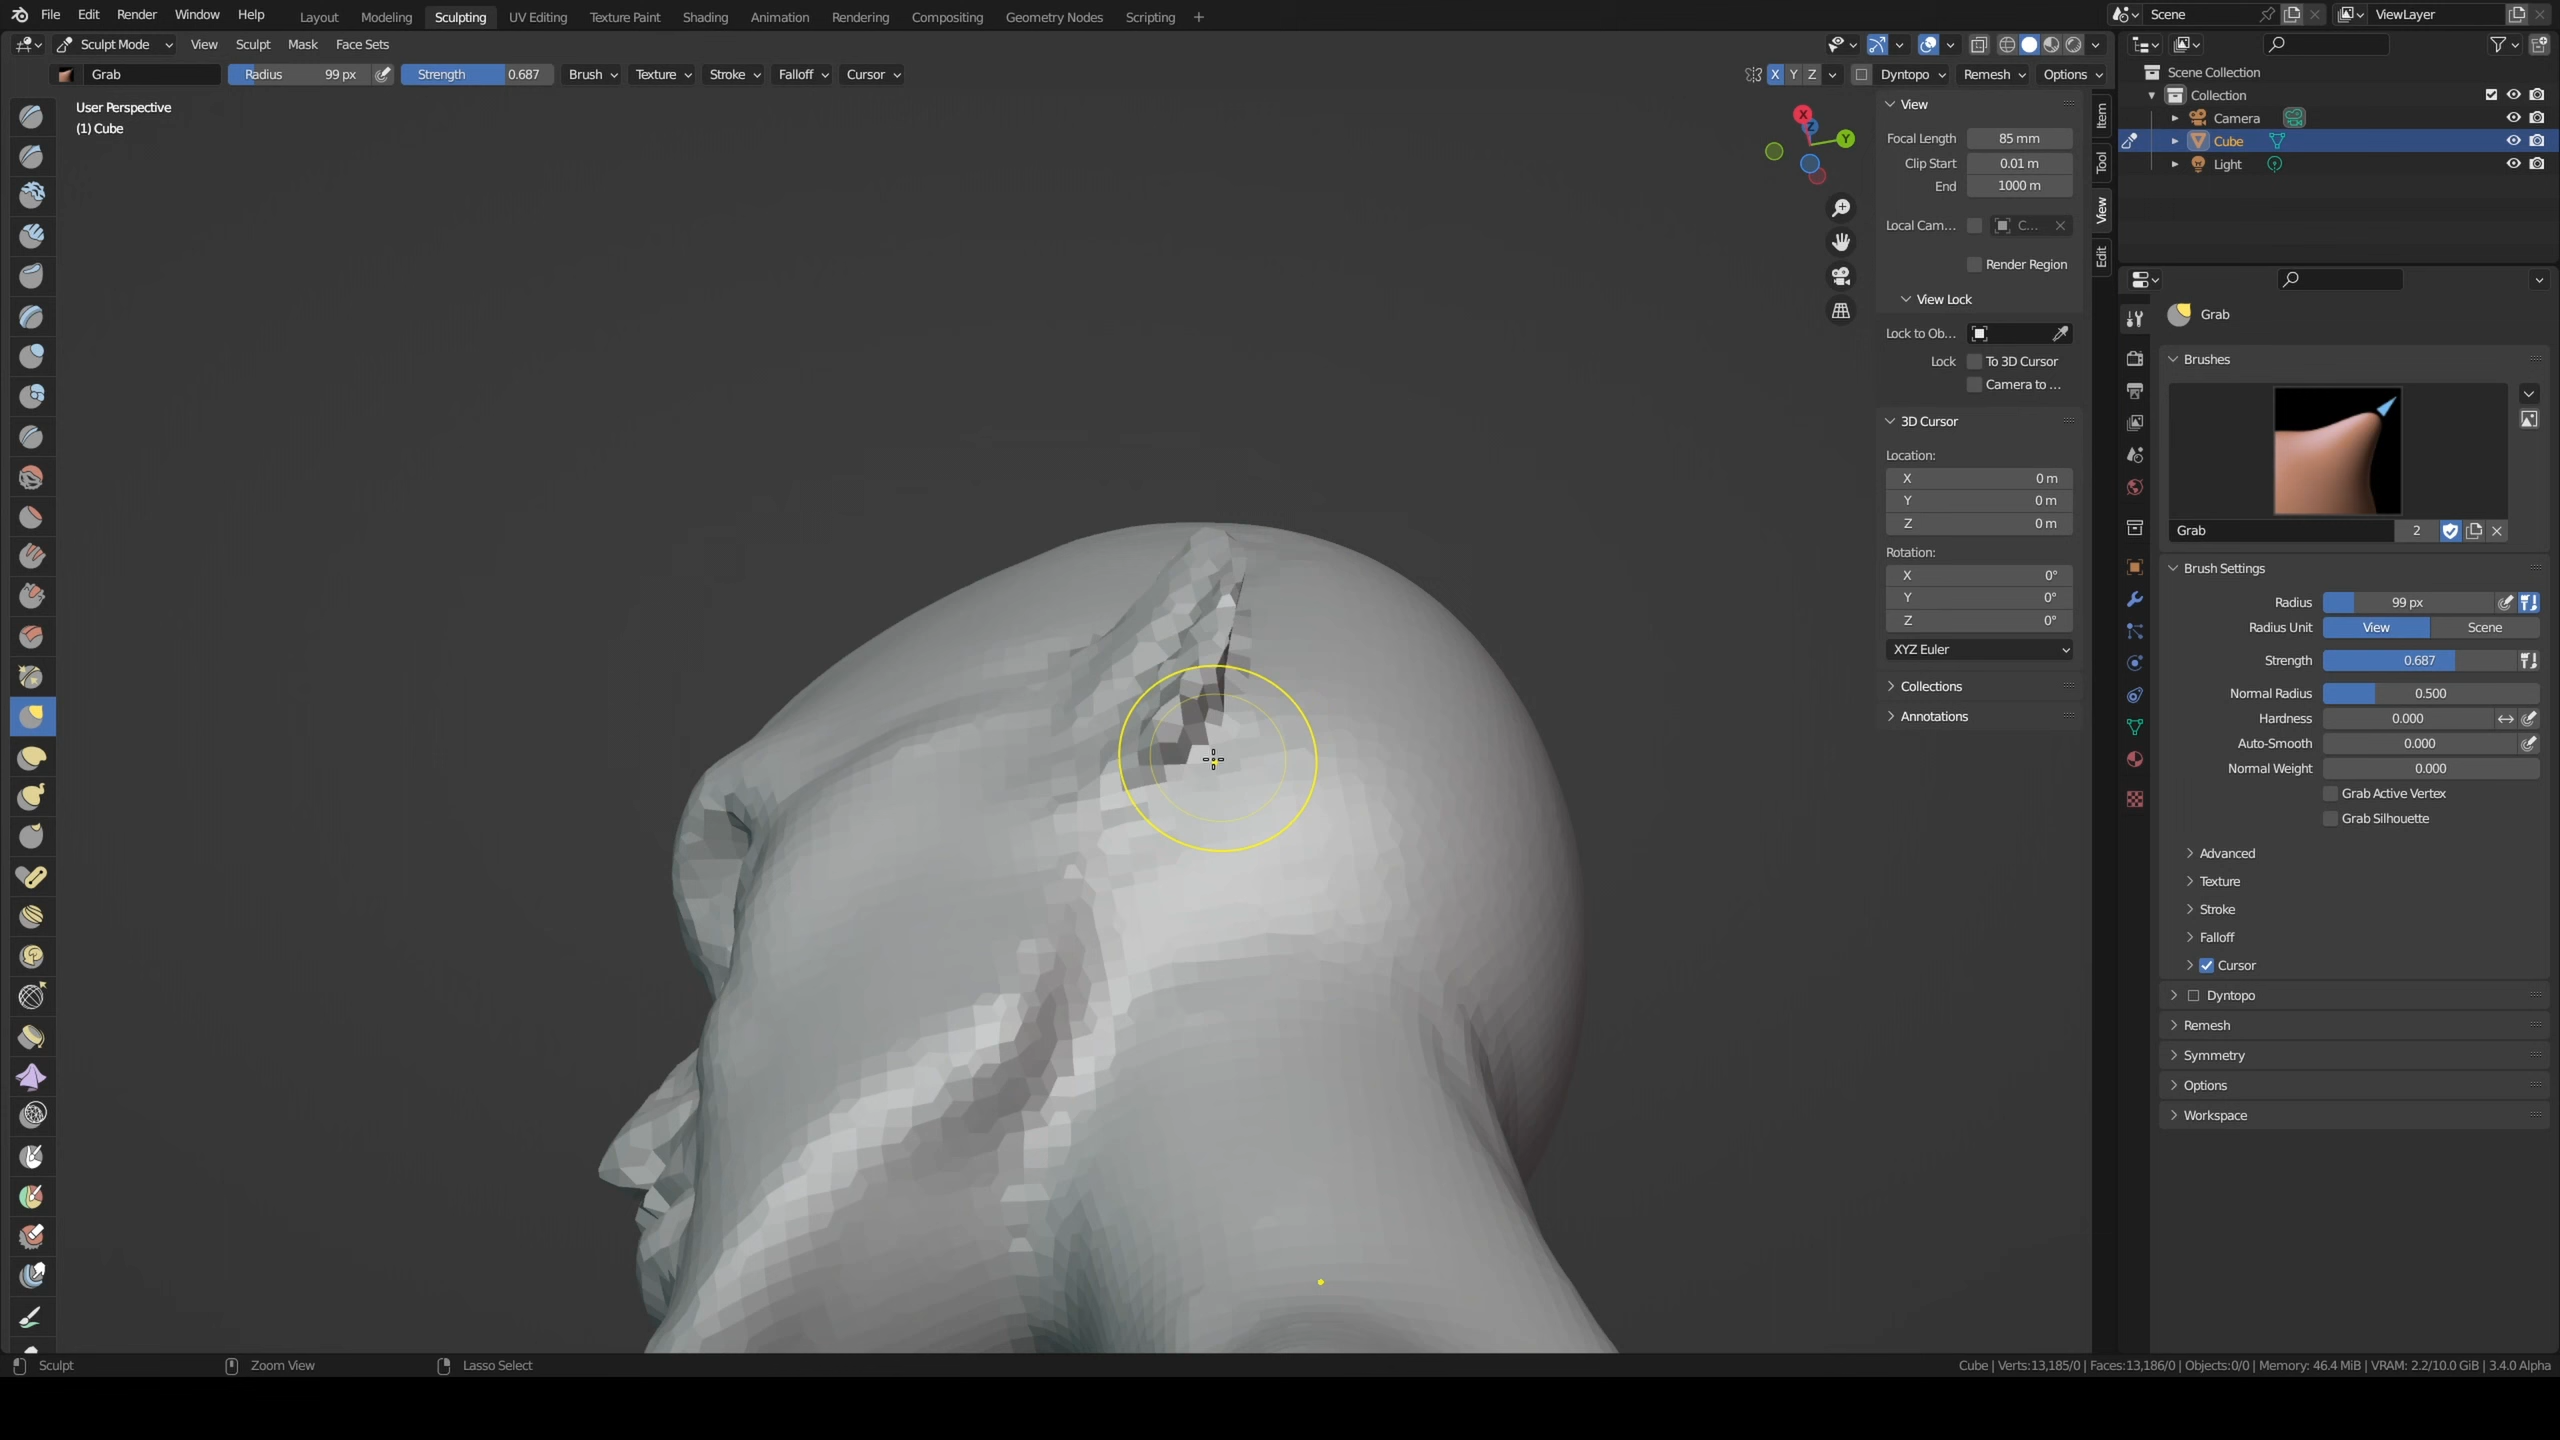 File Edit Render Window Help Layout Modeling Sculpting UV Editing Texture Paint Shading Animation Rendering Compositing Geometry Nodes Scripting + Scene ViewLayer
Sculpt Mode View Sculpt Mask Face Sets
Grab Radius 99 px Strength 0.687 Brush Texture Stroke Falloff Cursor X Y Z Dyntopo Remesh Options
User Perspective
(1) Cube
X
Y
Z
View
Focal Length 85 mm
Clip Start 0.01 m
End 1000 m
Local Cam... C...
Render Region
View Lock
Lock to Ob...
Lock To 3D Cursor
Camera to ...
3D Cursor
Location:
X 0 m
Y 0 m
Z 0 m
Rotation:
X 0°
Y 0°
Z 0°
XYZ Euler
Collections
Annotations
Item
Tool
View
Edit
Scene Collection
Collection
Camera
Cube
Light
Grab
Brushes
Grab 2
Brush Settings
Radius 99 px
Radius Unit View Scene
Strength 0.687
Normal Radius 0.500
Hardness 0.000
Auto-Smooth 0.000
Normal Weight 0.000
Grab Active Vertex
Grab Silhouette
Advanced
Texture
Stroke
Falloff
Cursor
Dyntopo
Remesh
Symmetry
Options
Workspace
Sculpt Zoom View Lasso Select Cube | Verts:13,185/0 | Faces:13,186/0 | Objects:0/0 | Memory: 46.4 MiB | VRAM: 2.2/10.0 GiB | 3.4.0 Alpha